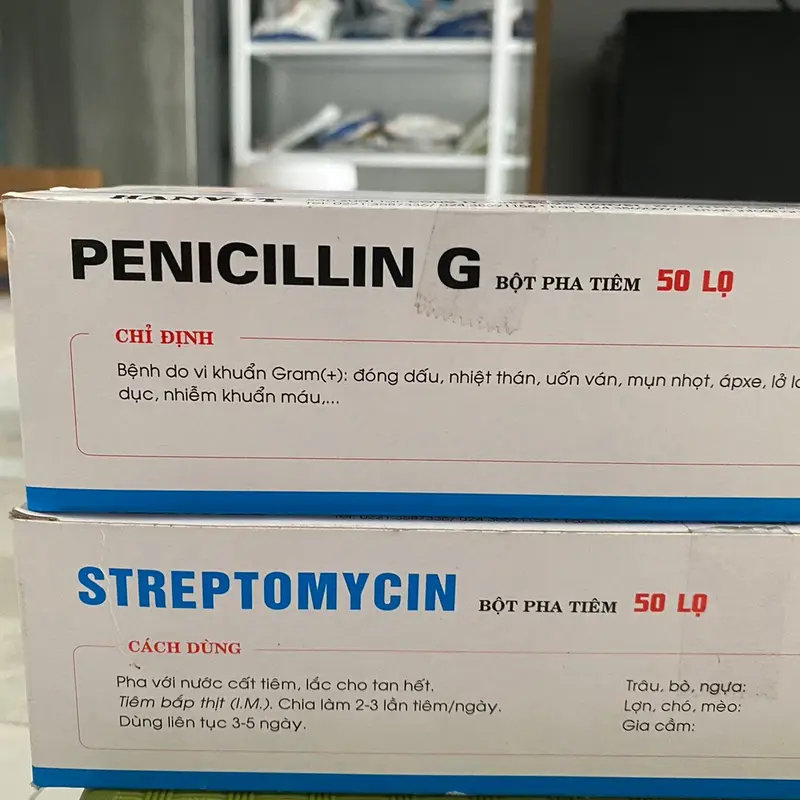 HANVET
PENICILLIN G BỘT PHA TIÊM 50 LỌ
CHỈ ĐỊNH
Bệnh do vi khuẩn Gram(+): đóng dấu, nhiệt thán, uốn ván, mụn nhọt, ápxe, lở
dục, nhiễm khuẩn máu,...
STREPTOMYCIN BỘT PHA TIÊM 50 LỌ
CÁCH DÙNG
Pha với nước cất tiêm, lắc cho tan hết.
Tiêm bắp thịt (I.M.). Chia làm 2-3 lần tiêm/ngày.
Dùng liên tục 3-5 ngày.
Trâu, bò, ngựa:
Lợn, chó, mèo:
Gia cầm: